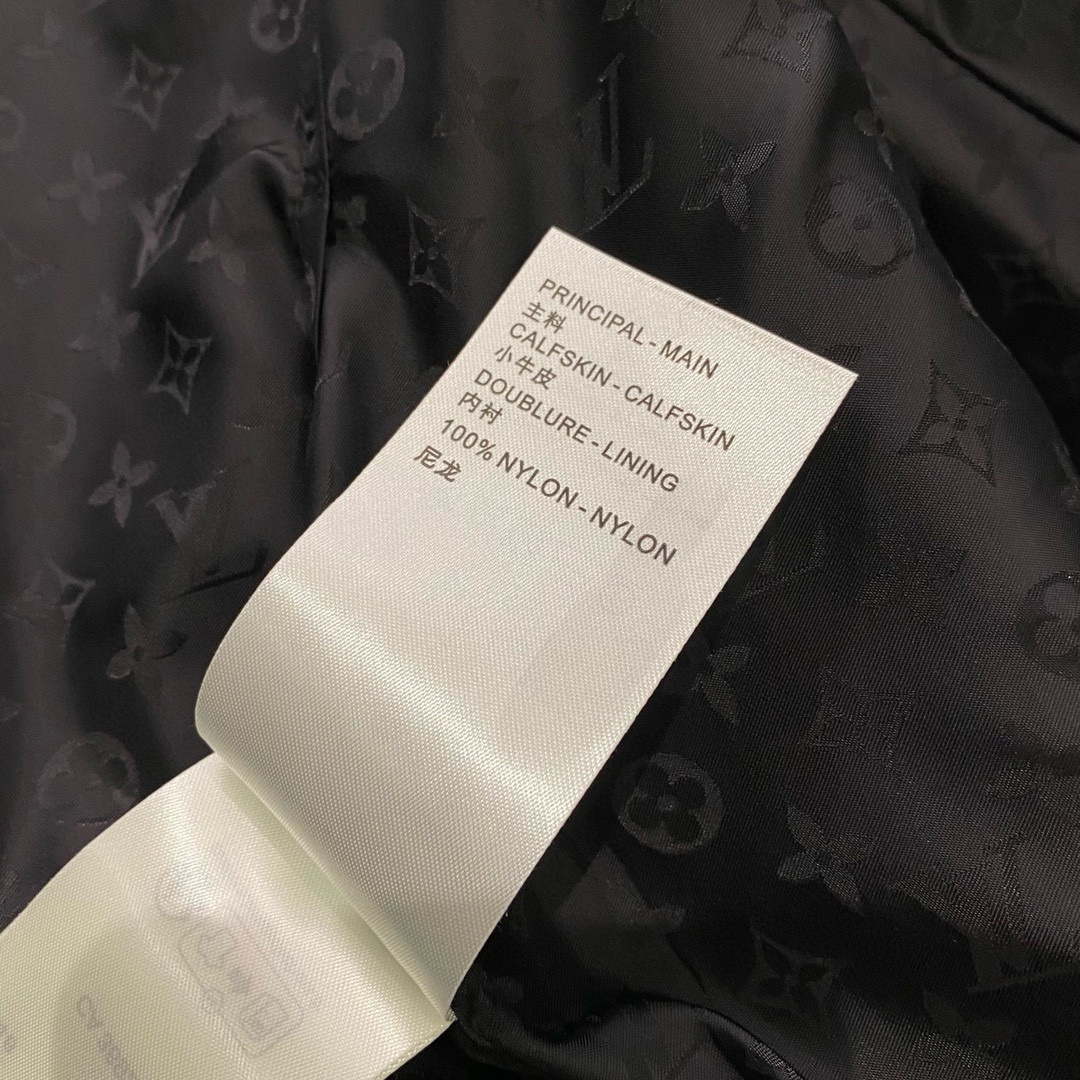 PRINCIPAL - MAIN
主料
CALFSKIN - CALFSKIN
小牛皮
DOUBLURE - LINING
内衬
100% NYLON - NYLON
尼龙